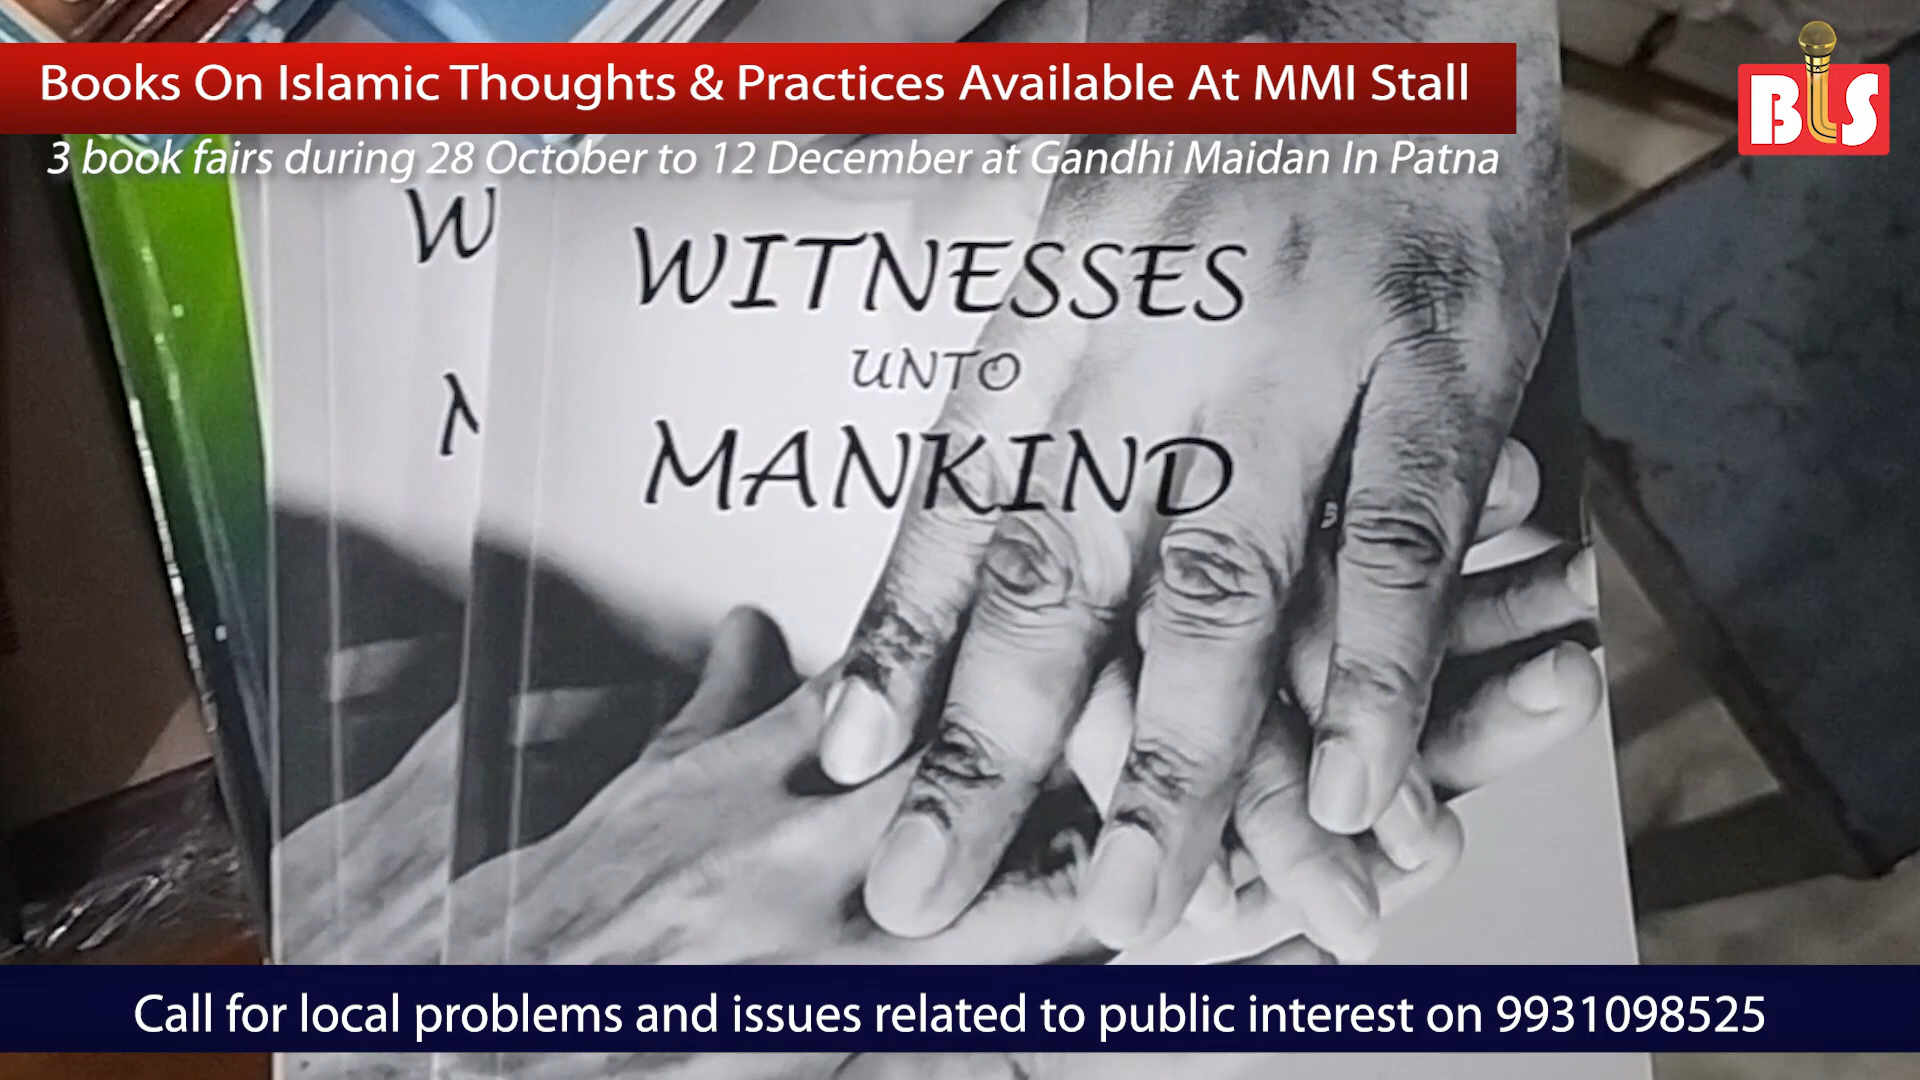 Books On Islamic Thoughts & Practices Available At MMI Stall
BLS
3 book fairs during 28 October to 12 December at Gandhi Maidan In Patna
W
WITNESSES
UNTO
MANKIND
Call for local problems and issues related to public interest on 9931098525